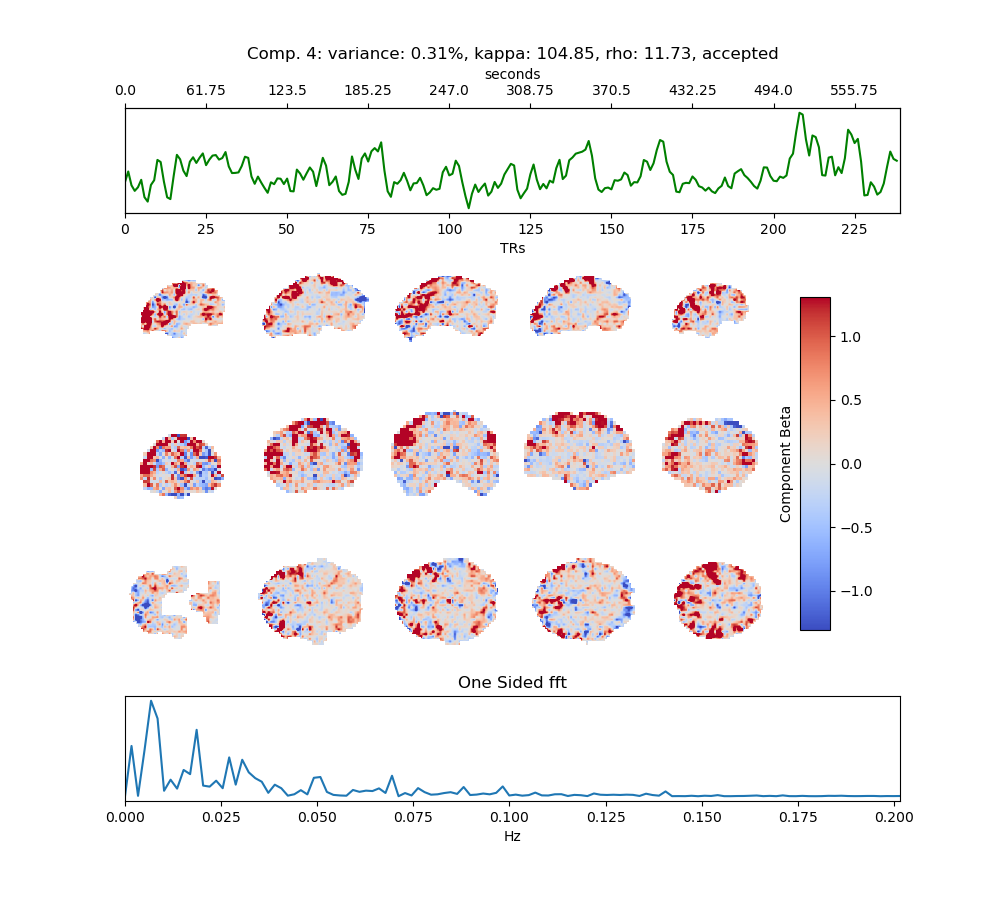 Comp. 4: variance: 0.31%, kappa: 104.85, rho: 11.73, accepted
seconds
0.0 61.75 123.5 185.25 247.0 308.75 370.5 432.25 494.0 555.75
0 25 50 75 100 125 150 175 200 225
TRs
1.0
0.5
0.0
−0.5
−1.0
Component Beta
One Sided fft
0.000 0.025 0.050 0.075 0.100 0.125 0.150 0.175 0.200
Hz